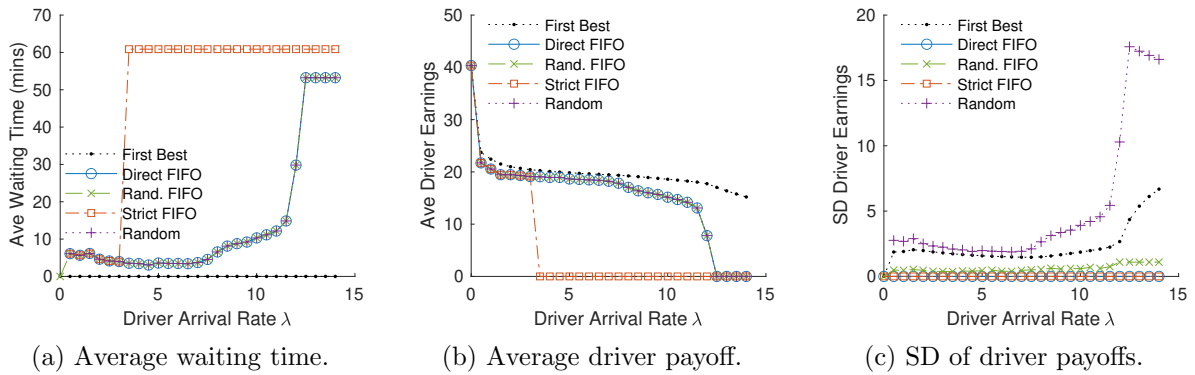 70
60
50
40
30
20
10
0
Ave Waiting Time (mins)
First Best
Direct FIFO
Rand. FIFO
Strict FIFO
Random
0
5
10
15
Driver Arrival Rate λ
(a) Average waiting time.
50
40
30
20
10
0
Ave Driver Earnings
First Best
Direct FIFO
Rand. FIFO
Strict FIFO
Random
0
5
10
15
Driver Arrival Rate λ
(b) Average driver payoff.
20
15
10
5
0
SD Driver Earnings
First Best
Direct FIFO
Rand. FIFO
Strict FIFO
Random
0
5
10
15
Driver Arrival Rate λ
(c) SD of driver payoffs.